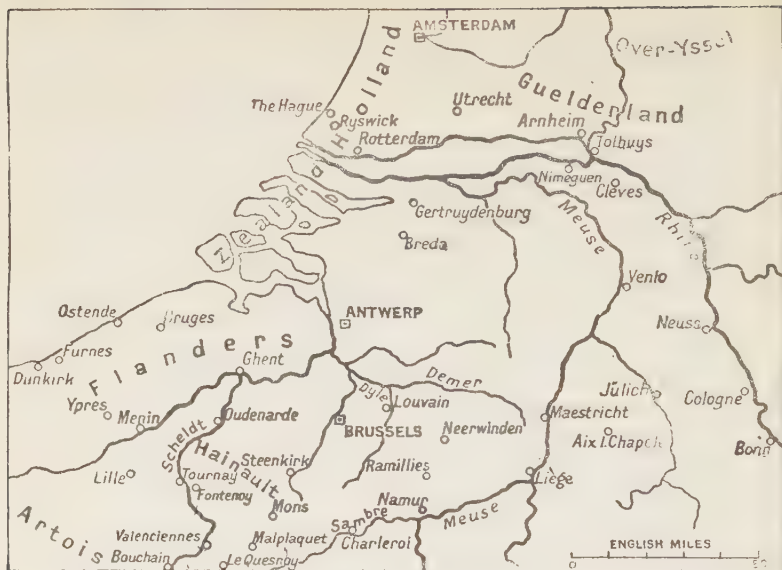 AMSTERDAM
Over-Yssel
Holland
The Hague
Ryswick
Utrecht
Guelderland
Arnheim
Rotterdam
Tolhuys
Nimeguen
Cleves
Zealand
Gertruydenburg
Meuse
Rhine
Breda
Venlo
Ostende
Bruges
ANTWERP
Neuss
Furnes
Flanders
Dunkirk
Ghent
Demer
Ypres
Menin
Oudenarde
Dyle
Louvain
Jülich
Cologne
Scheldt
BRUSSELS
Neerwinden
Maestricht
Aix l. Chapelle
Bonn
Hainault
Steenkirk
Lille
Tournay
Fontenoy
Ramillies
Liége
Artois
Mons
Namur
Meuse
Sambre
Valenciennes
Malplaquet
Charleroi
Bouchain
Le Quesnoy
ENGLISH MILES
0
50